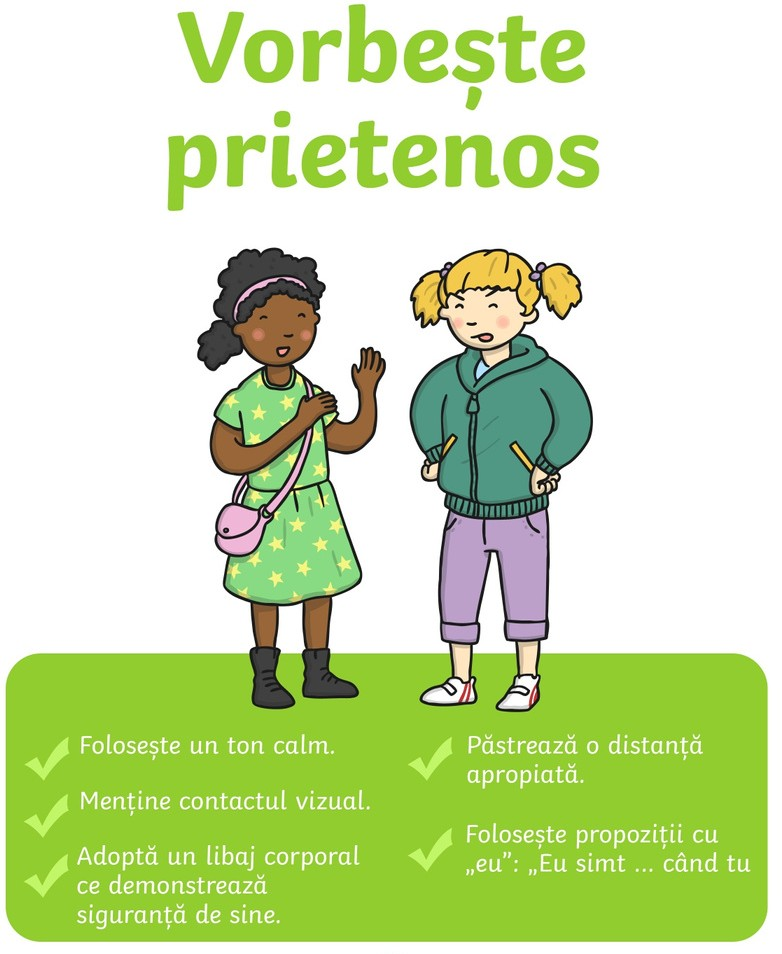 Vorbește
prietenos
Folosește un ton calm.
Menține contactul vizual.
Adoptă un libaj corporal
ce demonstrează
siguranță de sine.
Păstrează o distanță
apropiată.
Folosește propoziții cu
„eu”: „Eu simt ... când tu